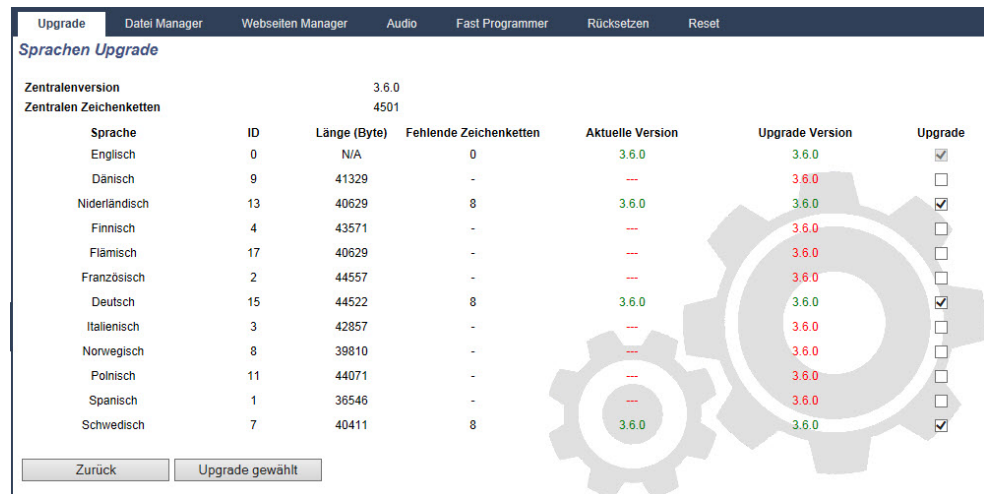 Upgrade Datei Manager Webseiten Manager Audio Fast Programmer Rücksetzen Reset
Sprachen Upgrade
Zentralenversion 3.6.0
Zentralen Zeichenketten 4501
Sprache ID Länge (Byte) Fehlende Zeichenketten Aktuelle Version Upgrade Version Upgrade
Englisch 0 N/A 0 3.6.0 3.6.0
Dänisch 9 41329 - --- 3.6.0
Niderländisch 13 40629 8 3.6.0 3.6.0
Finnisch 4 43571 - --- 3.6.0
Flämisch 17 40629 - --- 3.6.0
Französisch 2 44557 - --- 3.6.0
Deutsch 15 44522 8 3.6.0 3.6.0
Italienisch 3 42857 - --- 3.6.0
Norwegisch 8 39810 - --- 3.6.0
Polnisch 11 44071 - --- 3.6.0
Spanisch 1 36546 - --- 3.6.0
Schwedisch 7 40411 8 3.6.0 3.6.0
Zurück Upgrade gewählt